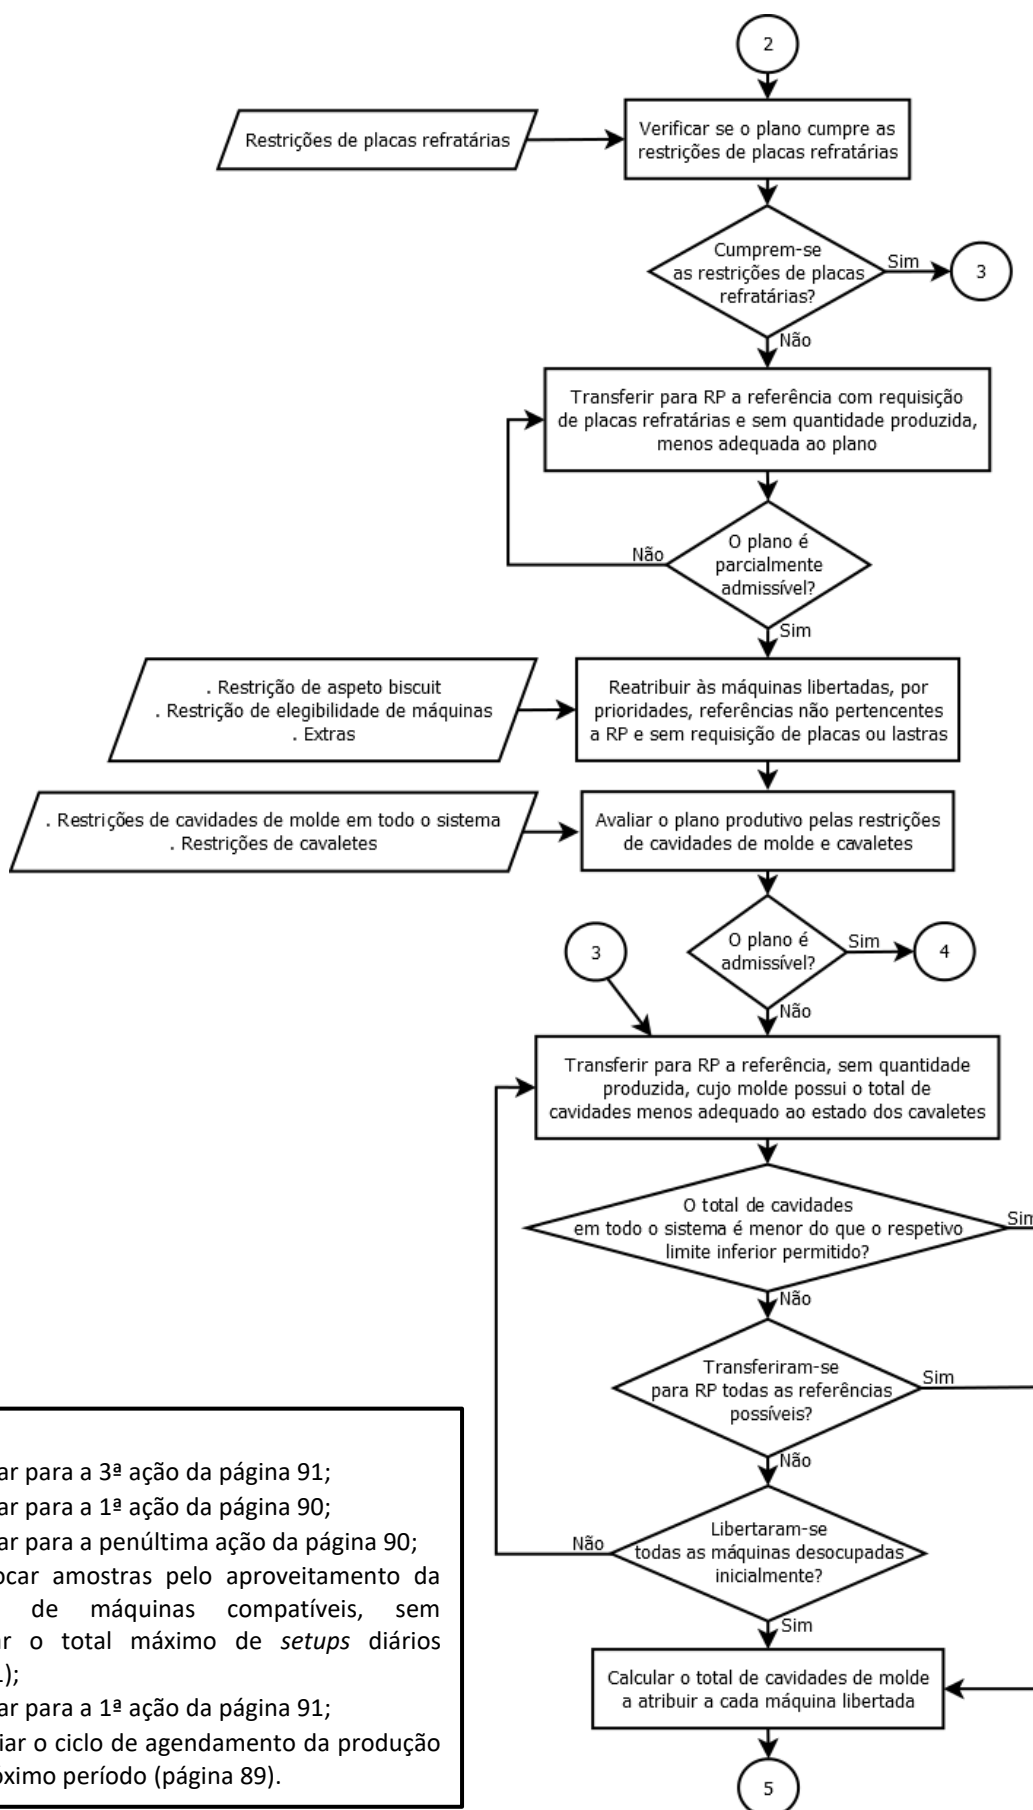 2
Restrições de placas refratárias
Verificar se o plano cumpre as
restrições de placas refratárias
Cumprem-se
as restrições de placas
refratárias?
Sim
3
Não
Transferir para RP a referência com requisição
de placas refratárias e sem quantidade produzida,
menos adequada ao plano
O plano é
parcialmente
admissível?
Não
Sim
. Restrição de aspeto biscuit
. Restrição de elegibilidade de máquinas
. Extras
Reatribuir às máquinas libertadas, por
prioridades, referências não pertencentes
a RP e sem requisição de placas ou lastras
. Restrições de cavidades de molde em todo o sistema
. Restrições de cavaletes
Avaliar o plano produtivo pelas restrições
de cavidades de molde e cavaletes
O plano é
admissível?
Sim
4
3
Não
Transferir para RP a referência, sem quantidade
produzida, cujo molde possui o total de
cavidades menos adequado ao estado dos cavaletes
O total de cavidades
em todo o sistema é menor do que o respetivo
limite inferior permitido?
Sim
Não
Transferiram-se
para RP todas as referências
possíveis?
Sim
Não
Libertaram-se
todas as máquinas desocupadas
inicialmente?
Não
Sim
Calcular o total de cavidades de molde
a atribuir a cada máquina libertada
5
para a 3ª ação da página 91;
para a 1ª ação da página 90;
para a penúltima ação da página 90;
amostras pelo aproveitamento da
de máquinas compatíveis, sem
o total máximo de setups diários
para a 1ª ação da página 91;
o ciclo de agendamento da produção
período (página 89).